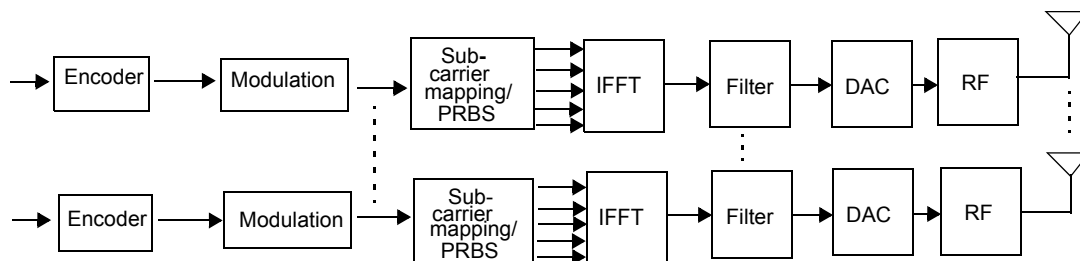 Encoder
Modulation
Sub-
carrier
mapping/
PRBS
IFFT
Filter
DAC
RF
Encoder
Modulation
Sub-
carrier
mapping/
PRBS
IFFT
Filter
DAC
RF